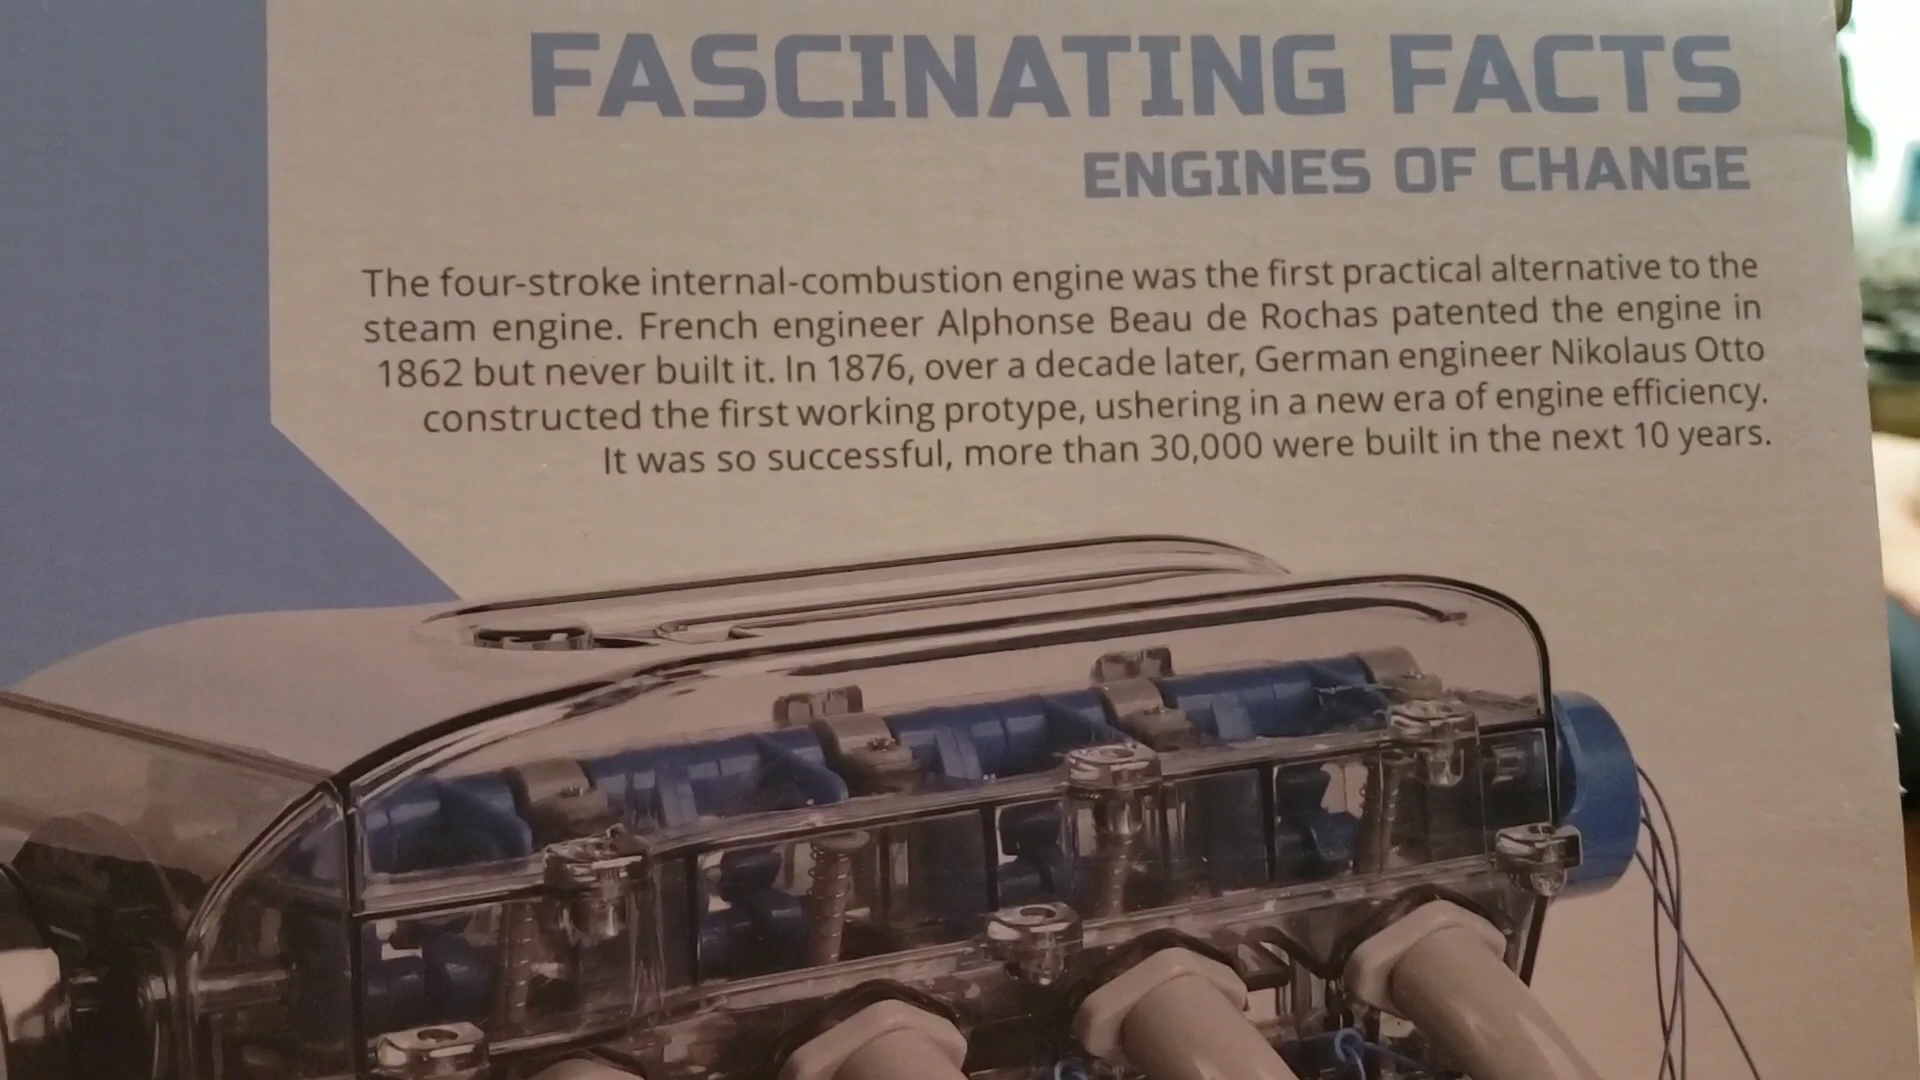 FASCINATING FACTS
ENGINES OF CHANGE
The four-stroke internal-combustion engine was the first practical alternative to the
steam engine. French engineer Alphonse Beau de Rochas patented the engine in
1862 but never built it. In 1876, over a decade later, German engineer Nikolaus Otto
constructed the first working protype, ushering in a new era of engine efficiency.
It was so successful, more than 30,000 were built in the next 10 years.